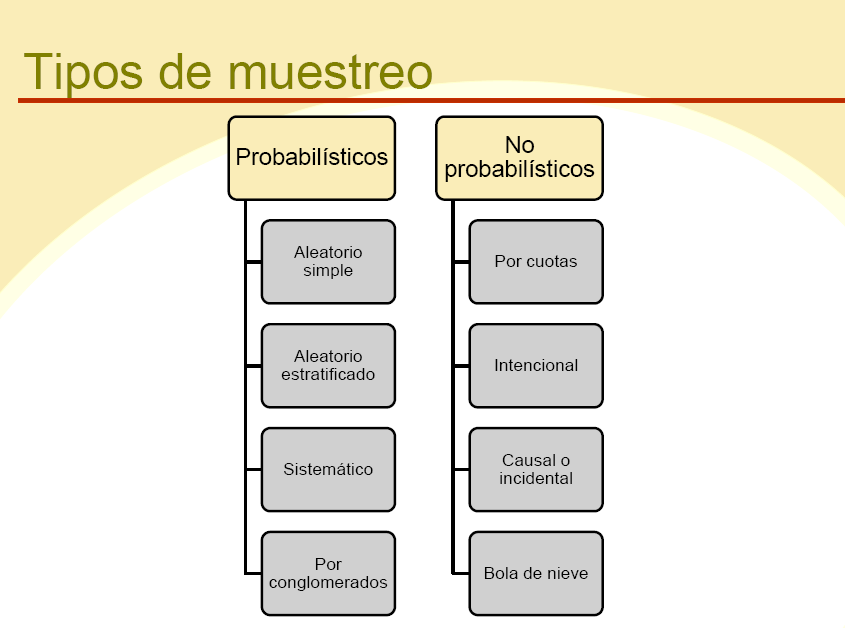 Tipos de muestreo
Probabilísticos
No
probabilísticos
Aleatorio
simple
Aleatorio
estratificado
Sistemático
Por
conglomerados
Por cuotas
Intencional
Causal o
incidental
Bola de nieve